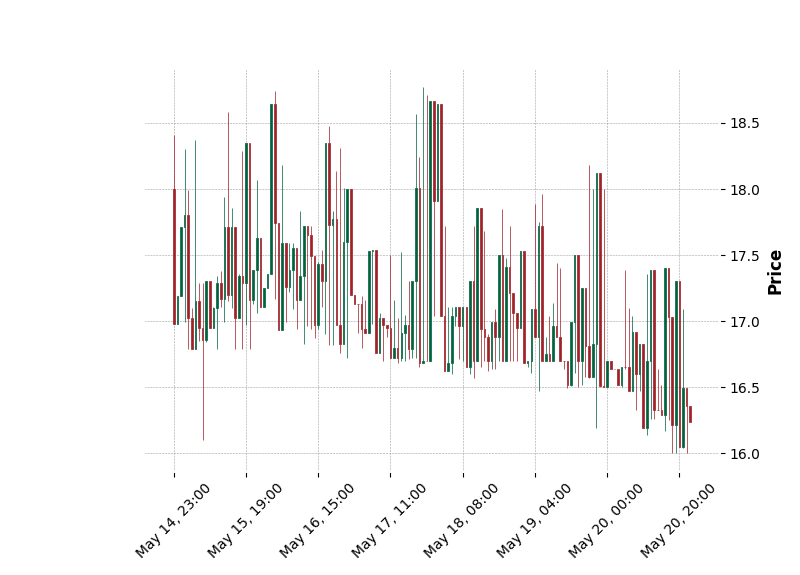 18.5
18.0
17.5
17.0
16.5
16.0
Price
May 14, 23:00
May 15, 19:00
May 16, 15:00
May 17, 11:00
May 18, 08:00
May 19, 04:00
May 20, 00:00
May 20, 20:00